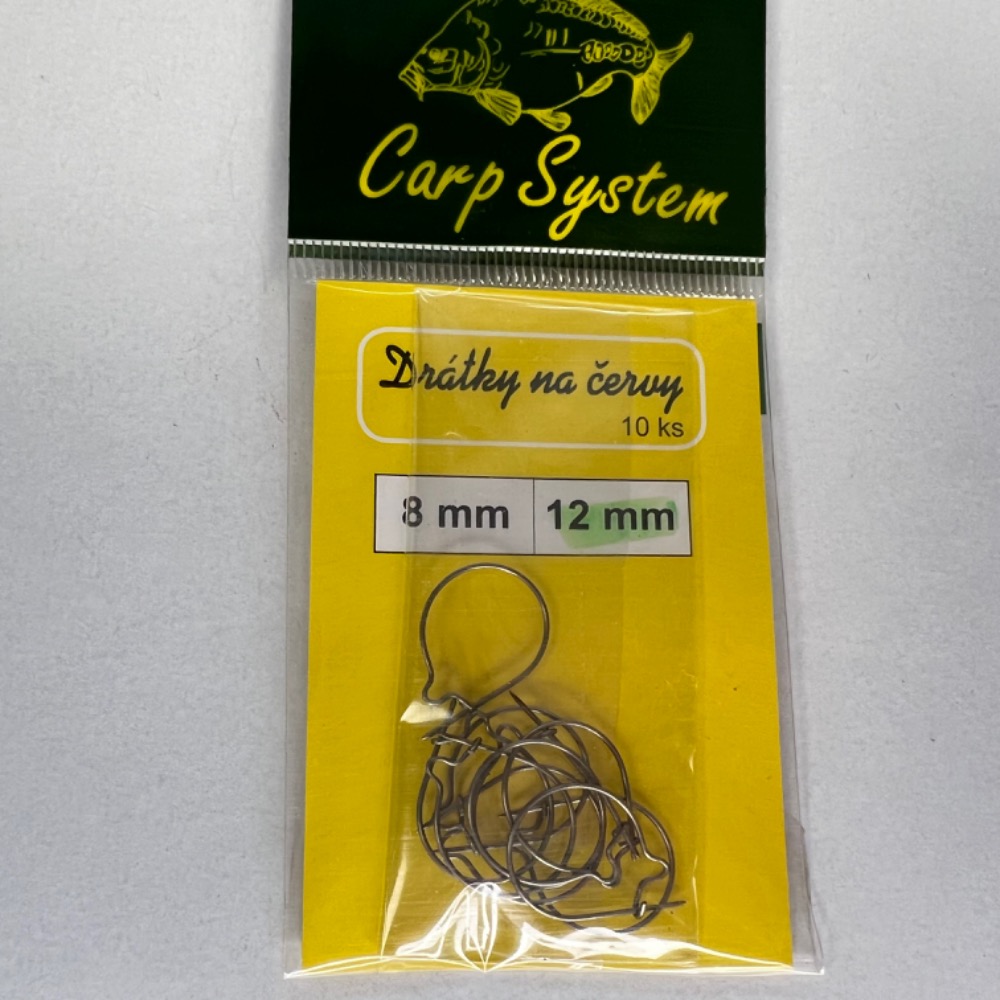 Carp System
Drátky na červy
10 ks
8 mm 12 mm